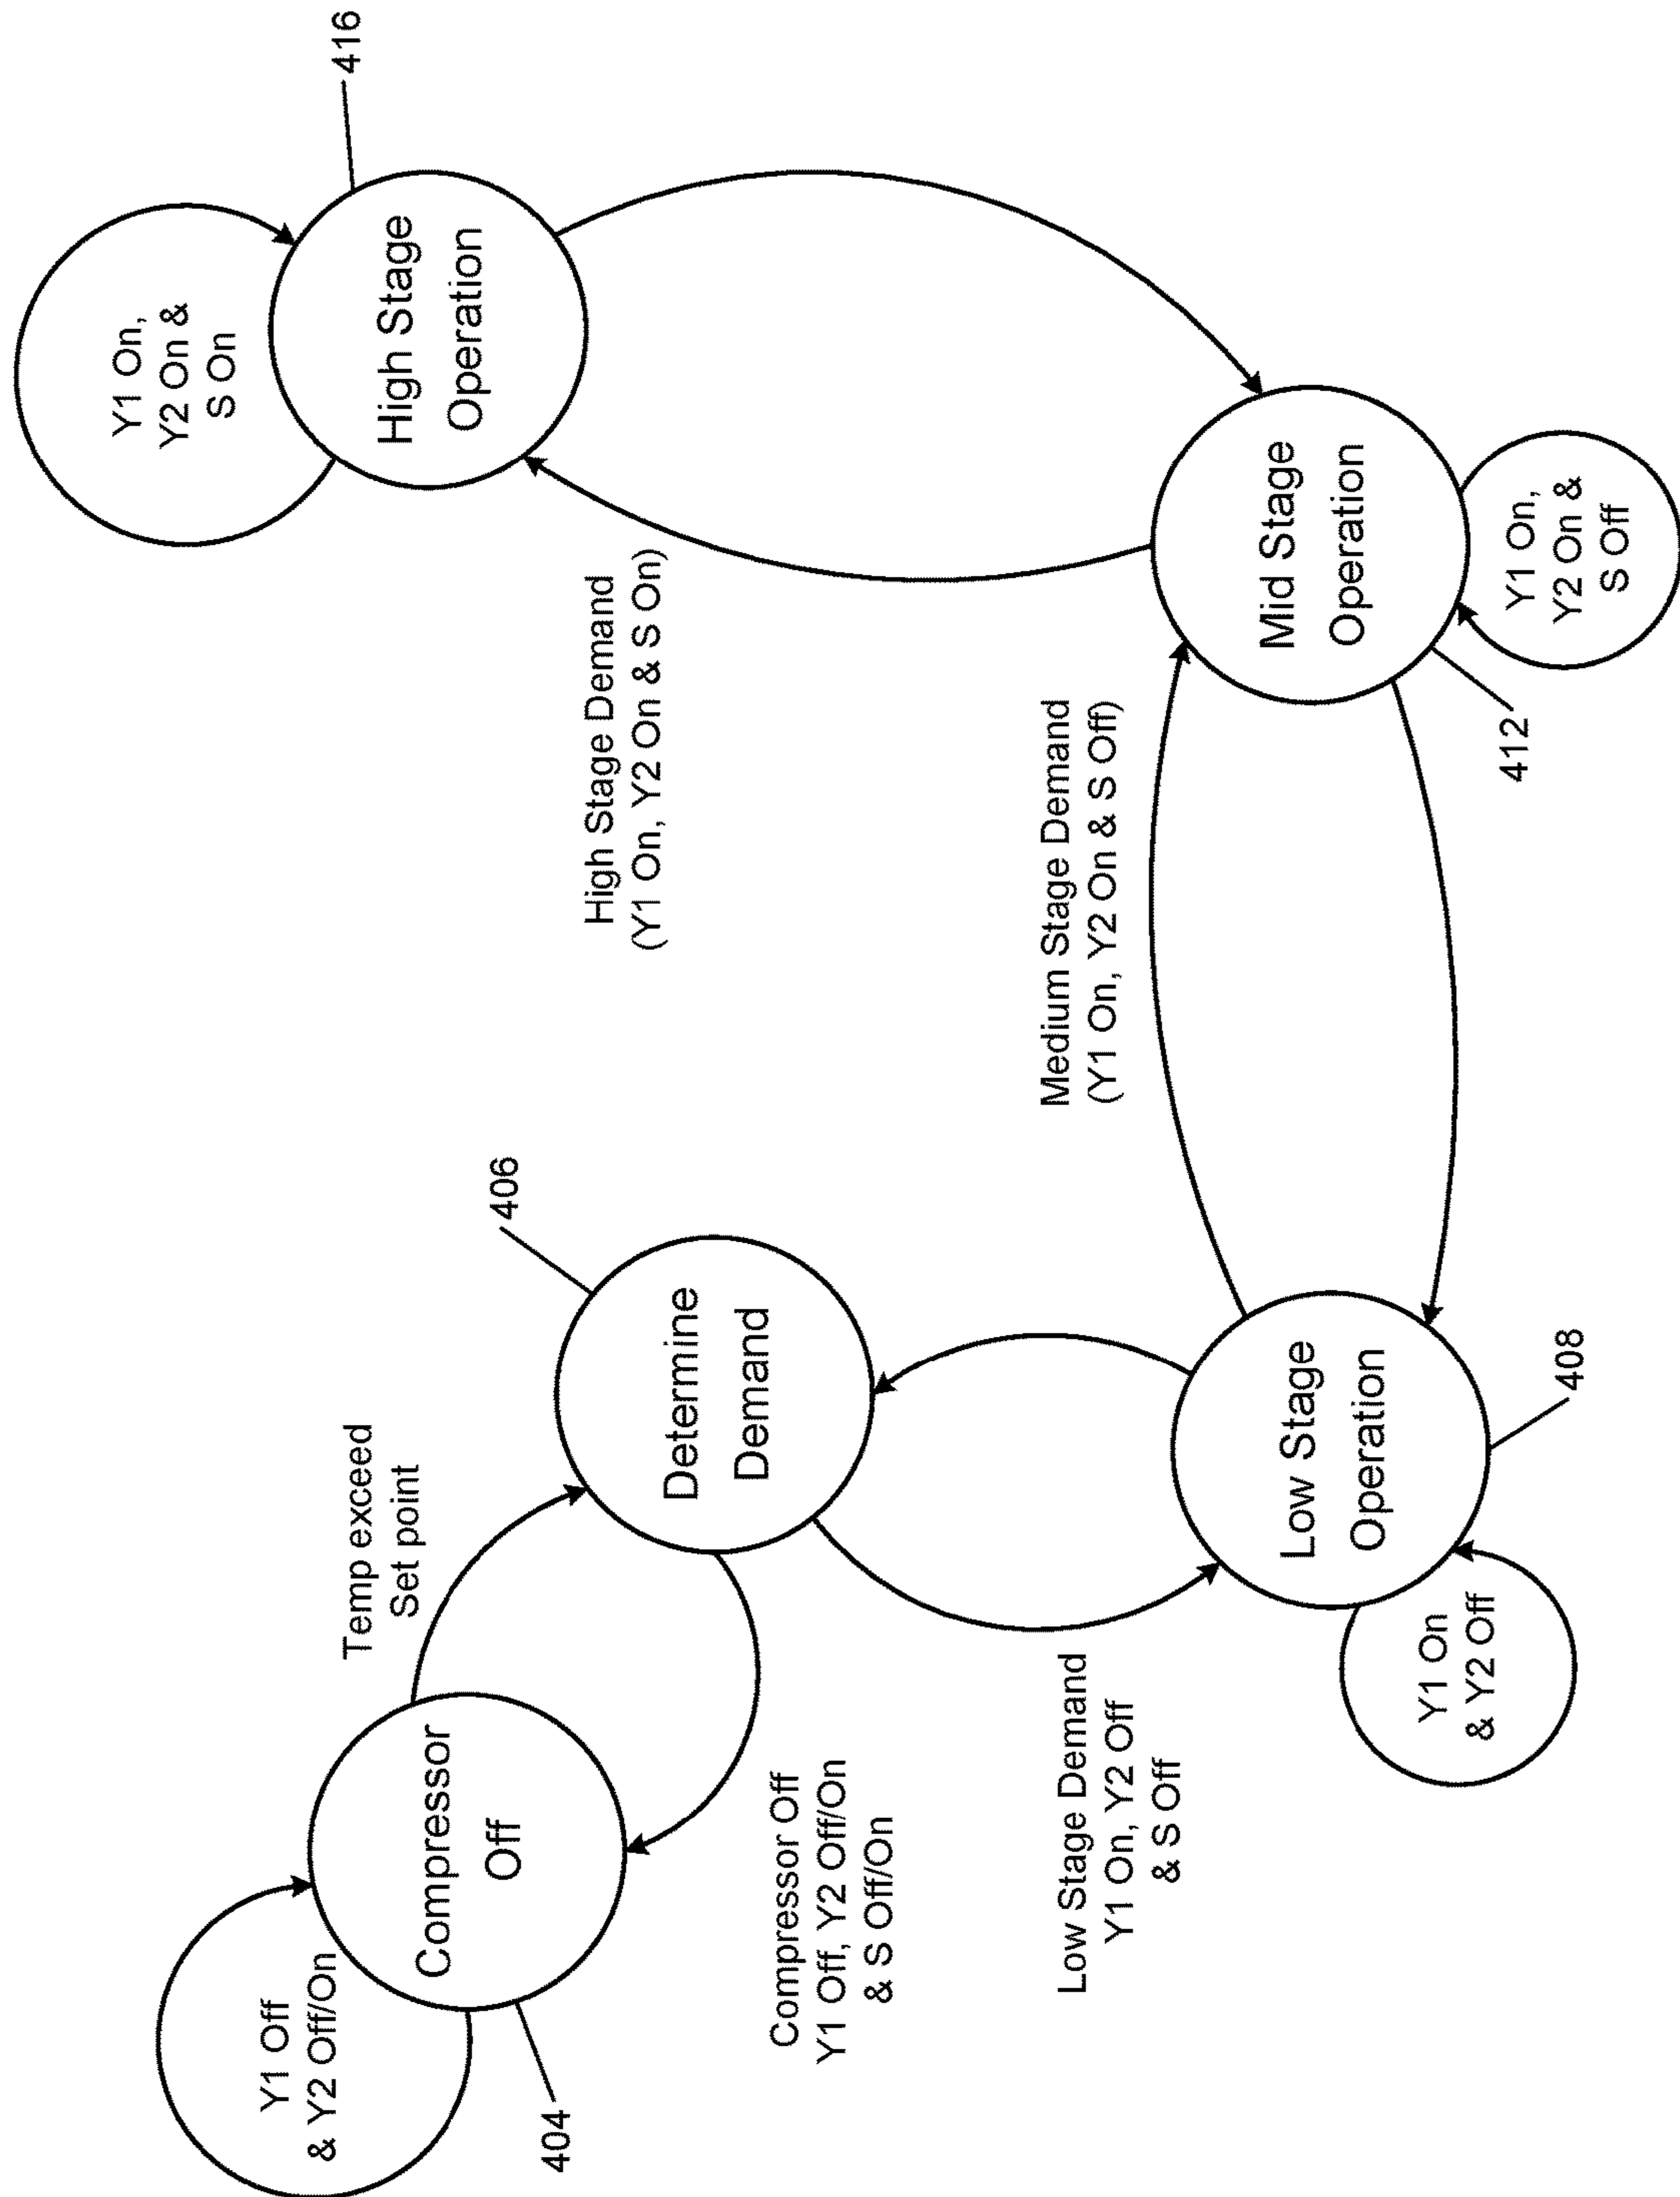 Y1 Off
& Y2 Off/On
Compressor
Off
404
Temp exceed
Set point
Compressor Off
Y1 Off, Y2 Off/On
& S Off/On
Determine
Demand
406
Low Stage Demand
Y1 On, Y2 Off
& S Off
Low Stage
Operation
408
Y1 On
& Y2 Off
Medium Stage Demand
(Y1 On, Y2 On & S Off)
Mid Stage
Operation
412
Y1 On,
Y2 On &
S Off
High Stage Demand
(Y1 On, Y2 On & S On)
High Stage
Operation
416
Y1 On,
Y2 On &
S On